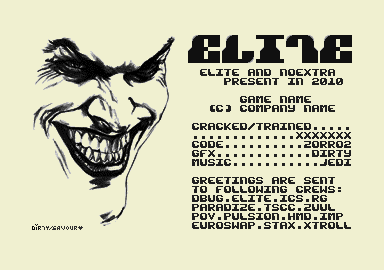 ELITE
ELITE AND NOEXTRA
PRESENT IN 2010
GAME NAME
(C) COMPANY NAME
CRACKED/TRAINED.....
.............XXXXXXX
CODE...........ZORRO2
GFX.............DIRTY
MUSIC............JEDI
GREETINGS ARE SENT
TO FOLLOWING CREWS:
DBUG.ELITE.ICS.RG
PARADIZE.TSCC.ZUUL
POV.PULSION.HMD.IMP
EUROSWAP.STAX.XTROLL